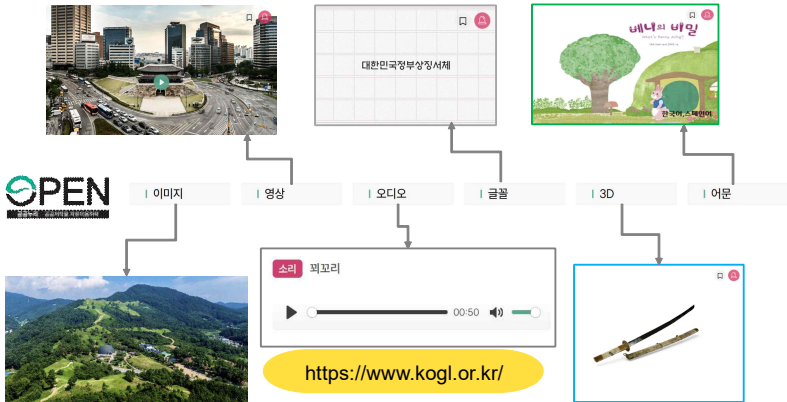 대한민국정부상징서체
베니의 비밀
한국어,스페인어
OPEN
이미지
영상
오디오
글꼴
3D
어문
소리 꾀꼬리
00:50
https://www.kogl.or.kr/